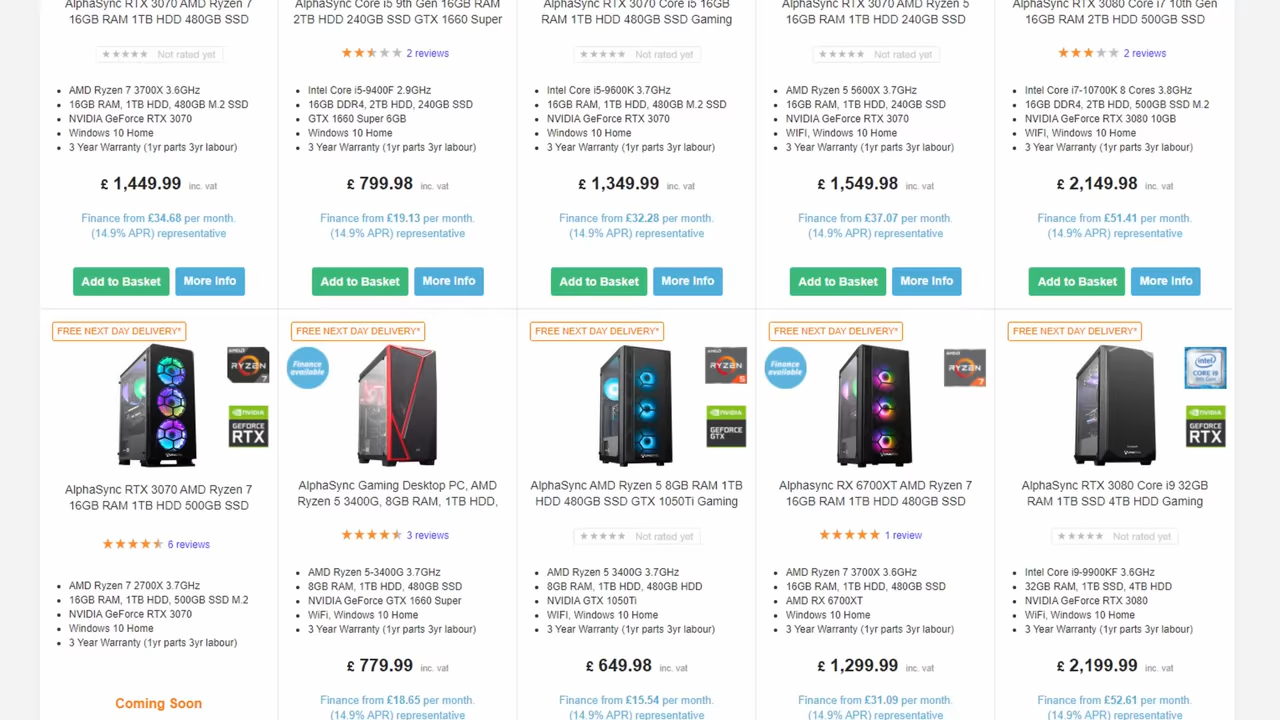 AlphaSync RTX 3070 AMD Ryzen 7
16GB RAM 1TB HDD 480GB SSD
Not rated yet
AMD Ryzen 7 3700X 3.6GHz
16GB RAM, 1TB HDD, 480GB M.2 SSD
NVIDIA GeForce RTX 3070
Windows 10 Home
3 Year Warranty (1yr parts 3yr labour)
£ 1,449.99 inc. vat
Finance from £34.68 per month.
(14.9% APR) representative
Add to Basket More Info
AlphaSync Core i5 9th Gen 16GB RAM
2TB HDD 240GB SSD GTX 1660 Super
2 reviews
Intel Core i5-9400F 2.9GHz
16GB DDR4, 2TB HDD, 240GB SSD
GTX 1660 Super 6GB
Windows 10 Home
3 Year Warranty (1yr parts 3yr labour)
£ 799.98 inc. vat
Finance from £19.13 per month.
(14.9% APR) representative
Add to Basket More Info
AlphaSync RTX 3070 Core i5 16GB
RAM 1TB HDD 480GB SSD Gaming
Not rated yet
Intel Core i5-9600K 3.7GHz
16GB RAM, 1TB HDD, 480GB M.2 SSD
NVIDIA GeForce RTX 3070
Windows 10 Home
3 Year Warranty (1yr parts 3yr labour)
£ 1,349.99 inc. vat
Finance from £32.28 per month.
(14.9% APR) representative
Add to Basket More Info
AlphaSync RTX 3070 AMD Ryzen 5
16GB RAM 1TB HDD 240GB SSD
Not rated yet
AMD Ryzen 5 5600X 3.7GHz
16GB RAM, 1TB HDD, 240GB SSD
NVIDIA GeForce RTX 3070
WIFI, Windows 10 Home
3 Year Warranty (1yr parts 3yr labour)
£ 1,549.98 inc. vat
Finance from £37.07 per month.
(14.9% APR) representative
Add to Basket More Info
AlphaSync RTX 3080 Core i7 10th Gen
16GB RAM 2TB HDD 500GB SSD
2 reviews
Intel Core i7-10700K 8 Cores 3.8GHz
16GB DDR4, 2TB HDD, 500GB SSD M.2
NVIDIA GeForce RTX 3080 10GB
WIFI, Windows 10 Home
3 Year Warranty (1yr parts 3yr labour)
£ 2,149.98 inc. vat
Finance from £51.41 per month.
(14.9% APR) representative
Add to Basket More Info
FREE NEXT DAY DELIVERY*
AMD
RYZEN
7
NVIDIA
GEFORCE
RTX
AlphaSync RTX 3070 AMD Ryzen 7
16GB RAM 1TB HDD 500GB SSD
6 reviews
AMD Ryzen 7 2700X 3.7GHz
16GB RAM, 1TB HDD, 500GB SSD M.2
NVIDIA GeForce RTX 3070
Windows 10 Home
3 Year Warranty (1yr parts 3yr labour)
Coming Soon
FREE NEXT DAY DELIVERY*
Finance
available
AlphaSync Gaming Desktop PC, AMD
Ryzen 5 3400G, 8GB RAM, 1TB HDD,
3 reviews
AMD Ryzen 5-3400G 3.7GHz
8GB RAM, 1TB HDD, 480GB SSD
NVIDIA GeForce GTX 1660 Super
WiFi, Windows 10 Home
3 Year Warranty (1yr parts 3yr labour)
£ 779.99 inc. vat
Finance from £18.65 per month.
(14.9% APR) representative
FREE NEXT DAY DELIVERY*
AMD
RYZEN
5
NVIDIA
GEFORCE
GTX
AlphaSync AMD Ryzen 5 8GB RAM 1TB
HDD 480GB SSD GTX 1050Ti Gaming
Not rated yet
AMD Ryzen 5 3400G 3.7GHz
8GB RAM, 1TB HDD, 480GB HDD
NVIDIA GTX 1050Ti
WIFI, Windows 10 Home
3 Year Warranty (1yr parts 3yr labour)
£ 649.98 inc. vat
Finance from £15.54 per month.
(14.9% APR) representative
FREE NEXT DAY DELIVERY*
Finance
available
AMD
RYZEN
7
Alphasync RX 6700XT AMD Ryzen 7
16GB RAM 1TB HDD 480GB SSD
1 review
AMD Ryzen 7 3700X 3.6GHz
16GB RAM, 1TB HDD, 480GB SSD
AMD RX 6700XT
Windows 10 Home
3 Year Warranty (1yr parts 3yr labour)
£ 1,299.99 inc. vat
Finance from £31.09 per month.
(14.9% APR) representative
FREE NEXT DAY DELIVERY*
intel
CORE i9
9th Gen
NVIDIA
GEFORCE
RTX
AlphaSync RTX 3080 Core i9 32GB
RAM 1TB SSD 4TB HDD Gaming
Not rated yet
Intel Core i9-9900KF 3.6GHz
32GB RAM, 1TB SSD, 4TB HDD
NVIDIA GeForce RTX 3080
WiFi, Windows 10 Home
3 Year Warranty (1yr parts 3yr labour)
£ 2,199.99 inc. vat
Finance from £52.61 per month.
(14.9% APR) representative